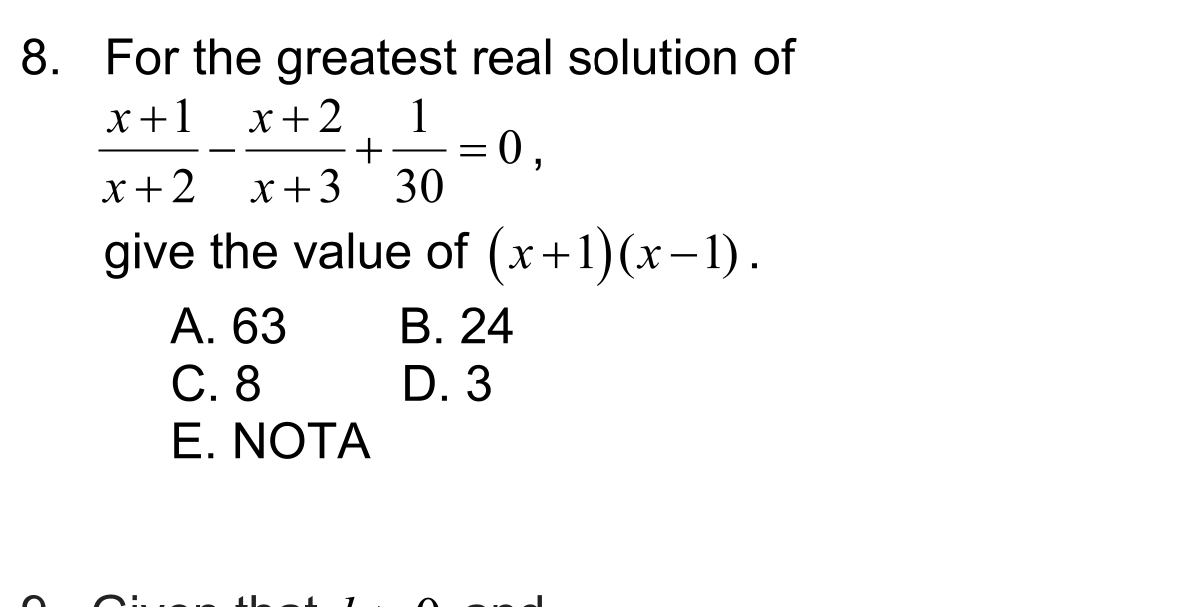 8. For the greatest real solution of
\frac{x+1}{x+2} - \frac{x+2}{x+3} + \frac{1}{30} = 0 ,
give the value of (x+1)(x−1).
A. 63 B. 24
C. 8 D. 3
E. NOTA